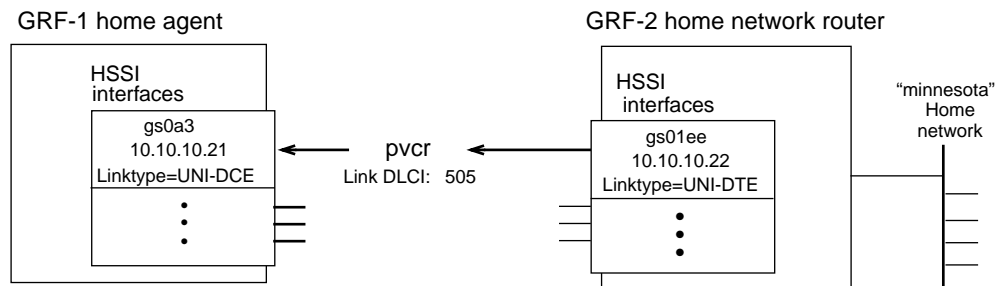 GRF-1 home agent
HSSI
interfaces
gs0a3
10.10.10.21
Linktype=UNI-DCE
pvcr
Link DLCI: 505
GRF-2 home network router
HSSI
interfaces
gs01ee
10.10.10.22
Linktype=UNI-DTE
“minnesota”
Home
network